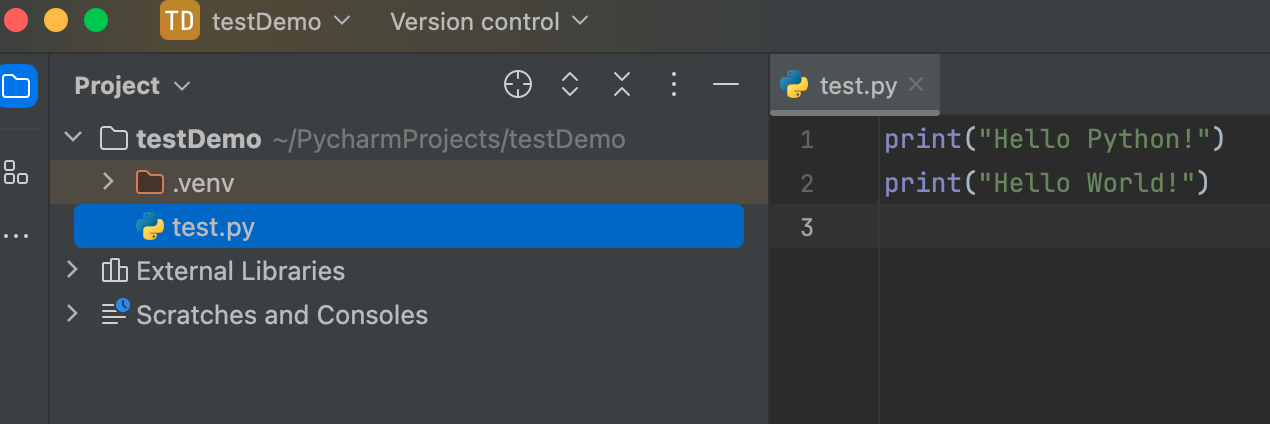 TD testDemo Version control
Project
test.py
testDemo ~/PycharmProjects/testDemo
.venv
test.py
External Libraries
Scratches and Consoles
1 print("Hello Python!")
2 print("Hello World!")
3